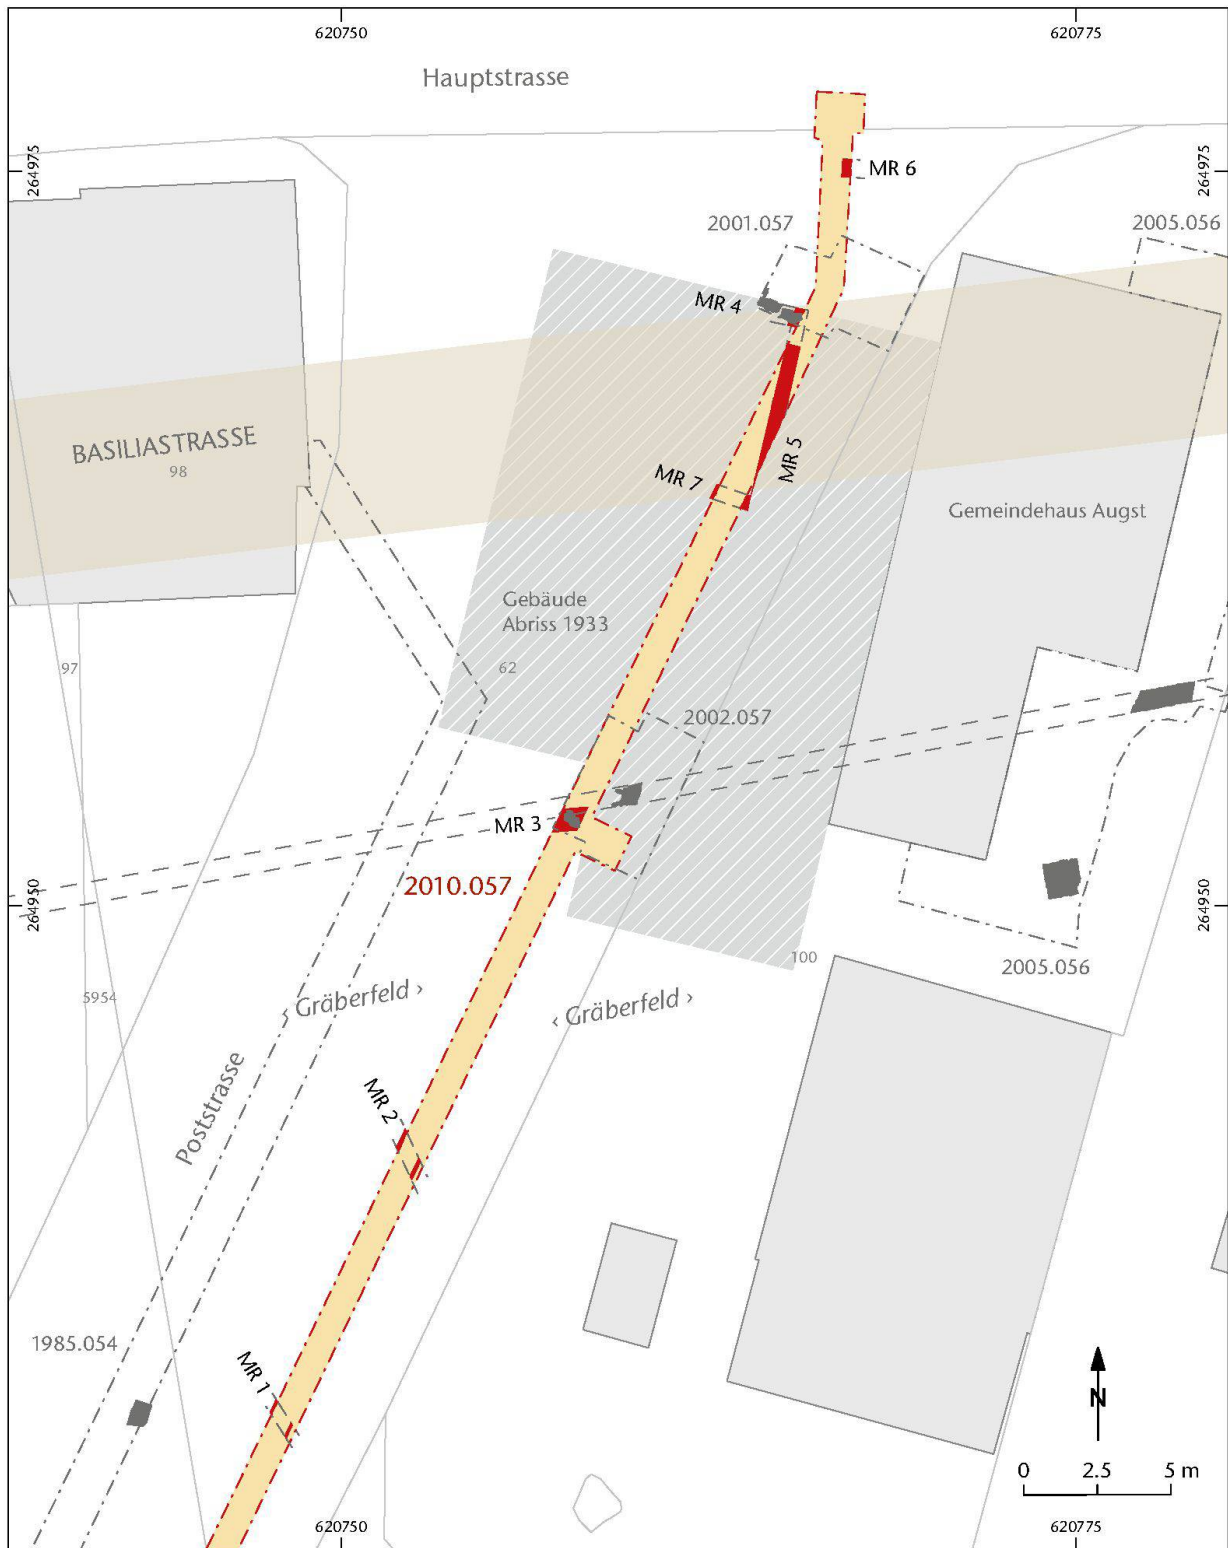 620750
620775
Hauptstrasse
264975
264975
MR 6
2001.057
2005.056
MR 4
BASILIASTRASSE
98
MR 5
MR 7
Gemeindehaus Augst
Gebäude
Abriss 1933
62
97
2002.057
MR 3
2010.057
264950
264950
100
2005.056
5954
‹ Gräberfeld ›
‹ Gräberfeld ›
Poststrasse
MR 2
1985.054
MR 1
N
0 2.5 5 m
620750
620775